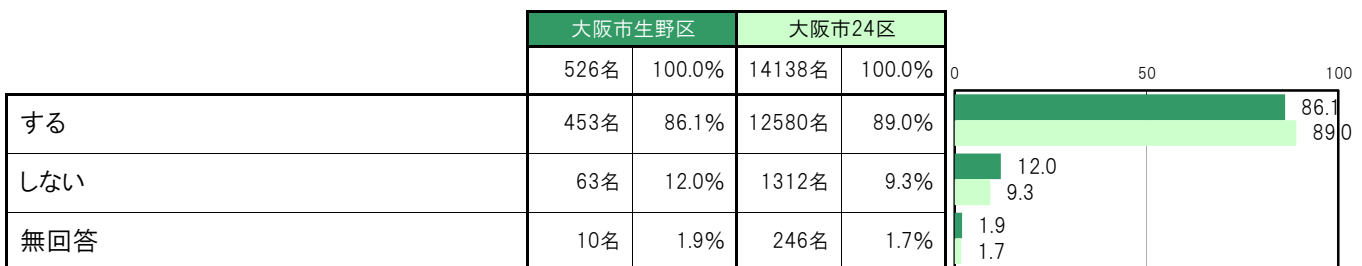 大阪市生野区 大阪市24区
526名 100.0% 14138名 100.0% 0 50 100
する 453名 86.1% 12580名 89.0% 86.1
89.0
しない 63名 12.0% 1312名 9.3% 12.0
9.3
無回答 10名 1.9% 246名 1.7% 1.9
1.7